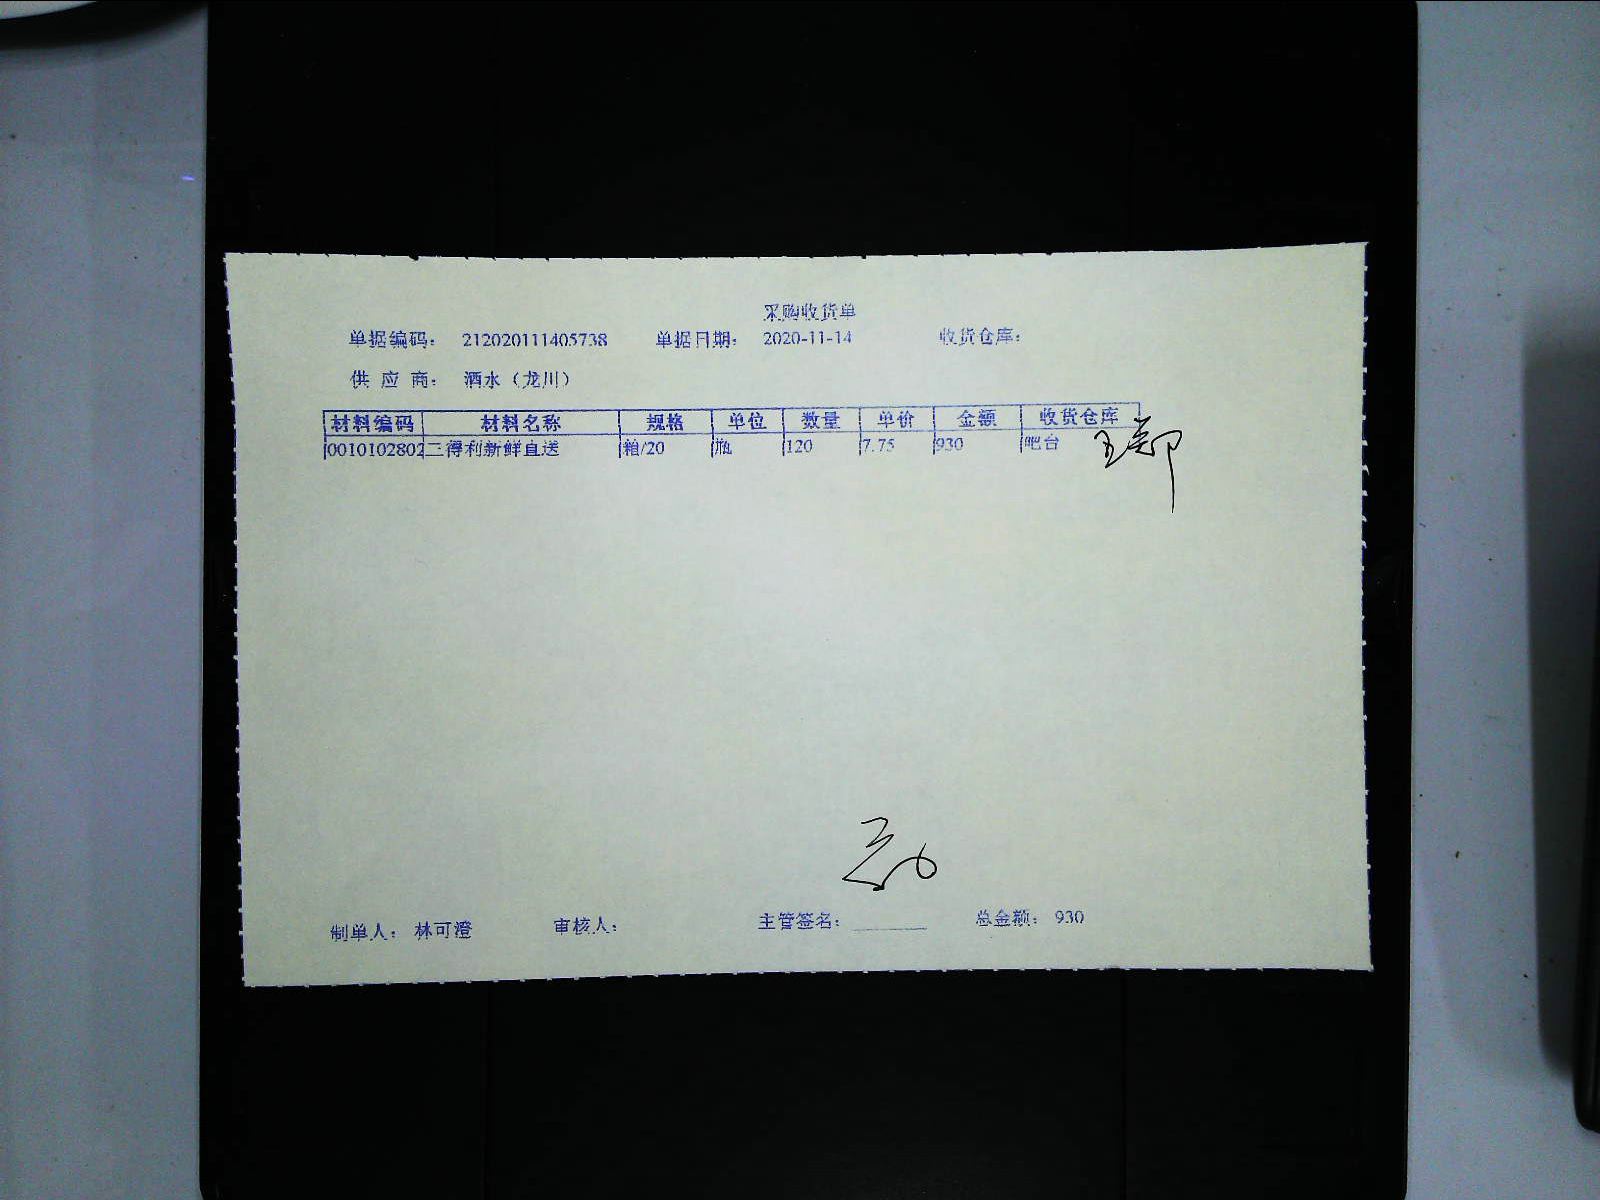 采购收货单
单据编码: 212020111405738 单据日期: 2020-11-14 收货仓库:
供 应 商: 酒水（龙川）
材料编码 材料名称 规格 单位 数量 单价 金额 收货仓库
0010102802 三得利新鲜直送 箱/20 瓶 120 7.75 930 吧台
制单人: 林可澄 审核人: 主管签名: 总金额: 930